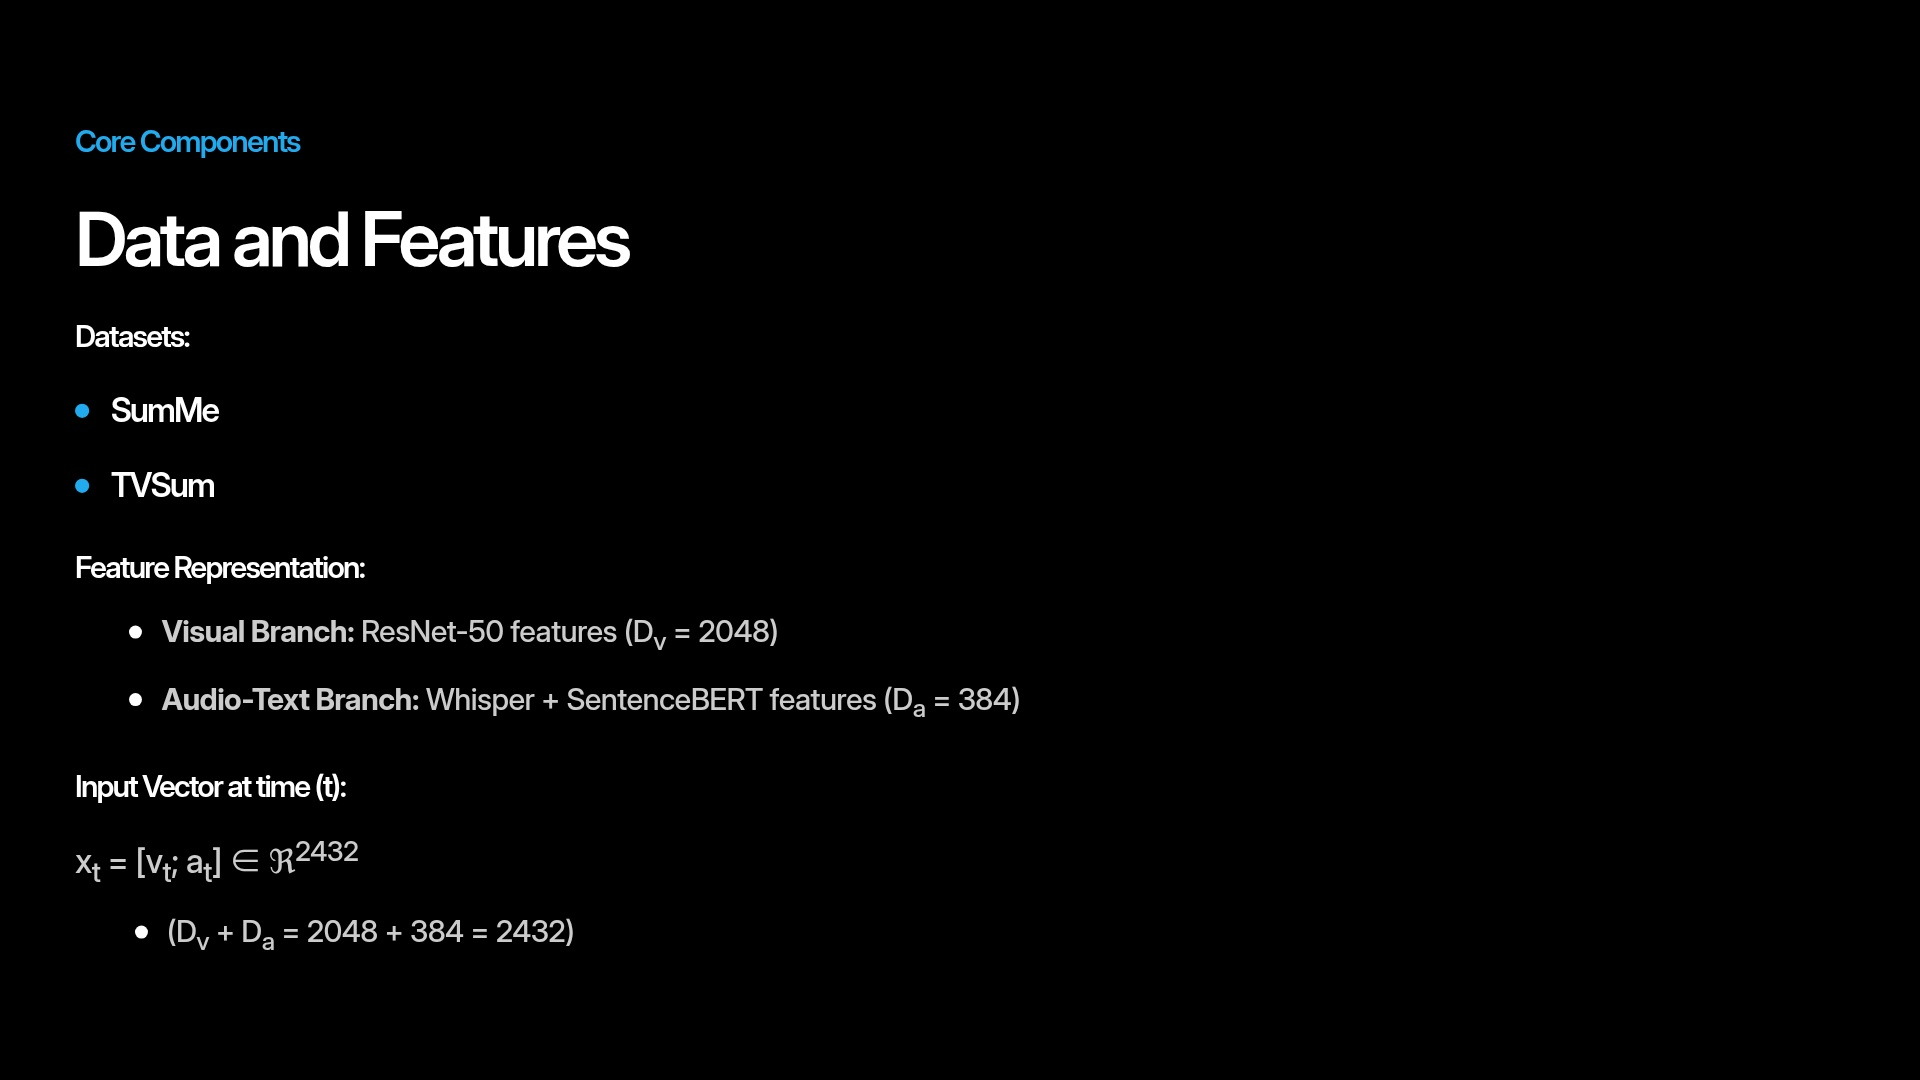 Core Components
Data and Features
Datasets:
• SumMe
• TVSum
Feature Representation:
• Visual Branch: ResNet-50 features (Dᵥ = 2048)
• Audio-Text Branch: Whisper + SentenceBERT features (Dₐ = 384)
Input Vector at time (t):
xₜ = [vₜ; aₜ] ∈ ℜ²⁴³²
• (Dᵥ + Dₐ = 2048 + 384 = 2432)